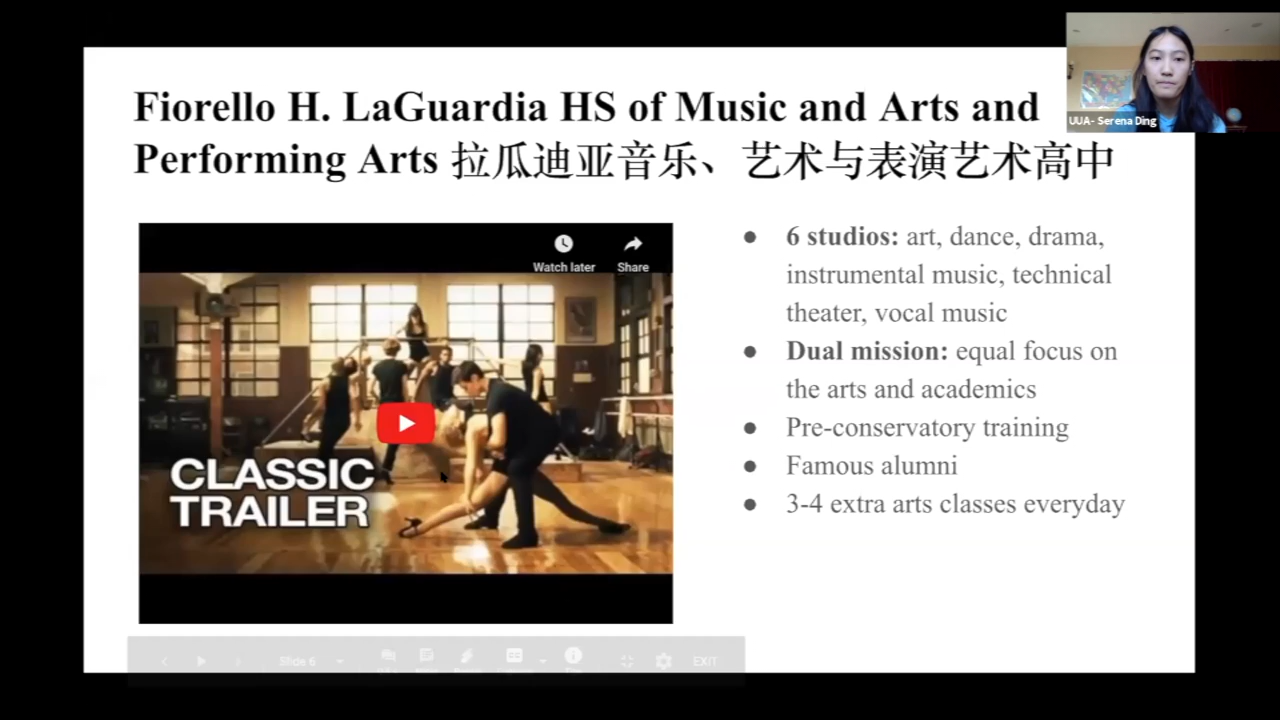 UUA- Serena Ding
Fiorello H. LaGuardia HS of Music and Arts and
Performing Arts 拉瓜迪亚音乐、艺术与表演艺术高中
Watch later
Share
CLASSIC
TRAILER
● 6 studios: art, dance, drama,
instrumental music, technical
theater, vocal music
● Dual mission: equal focus on
the arts and academics
● Pre-conservatory training
● Famous alumni
● 3-4 extra arts classes everyday
Slide 6
EXIT